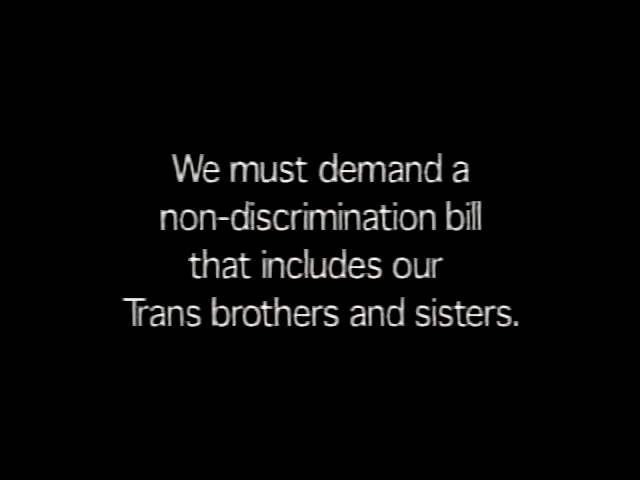 We must demand a
non-discrimination bill
that includes our
Trans brothers and sisters.